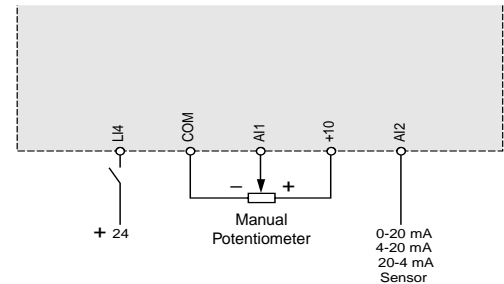 LI4
COM
AI1
+10
AI2
+ 24
– +
Manual
Potentiometer
0-20 mA
4-20 mA
20-4 mA
Sensor